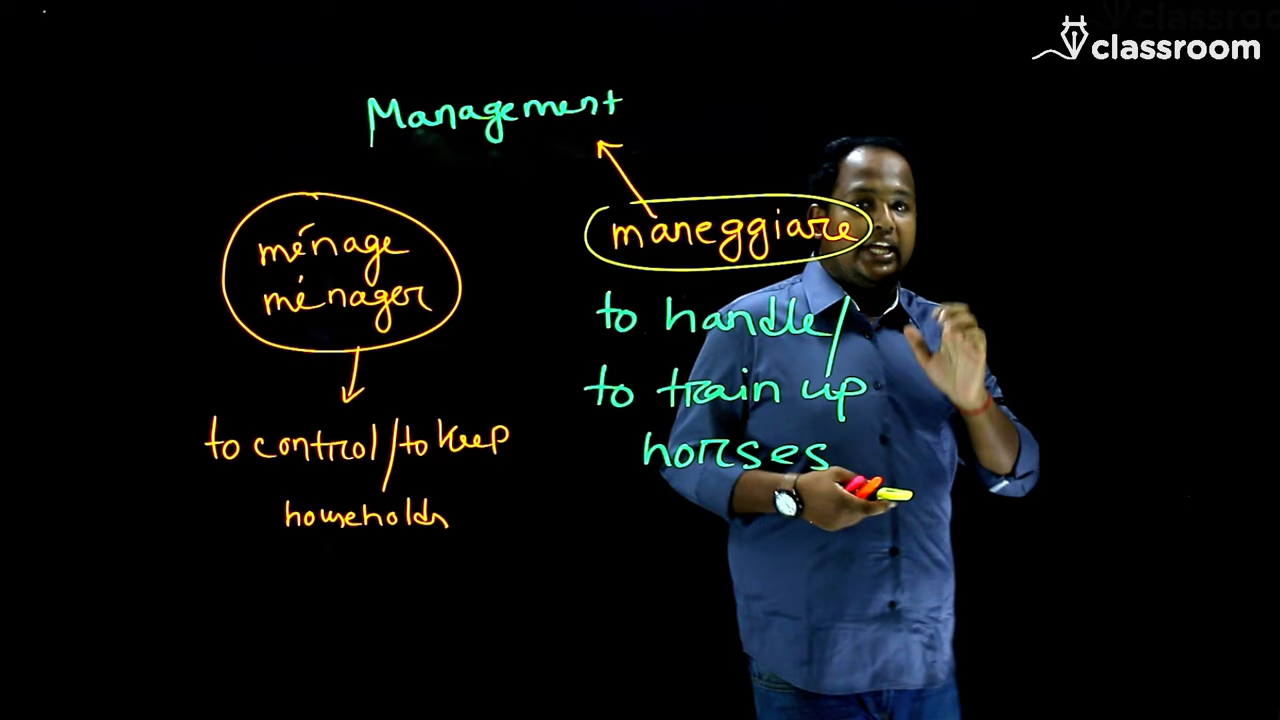 classroom
Management
ménage
ménager
maneggiare
to handle/
to train up
horses
to control/to keep
households